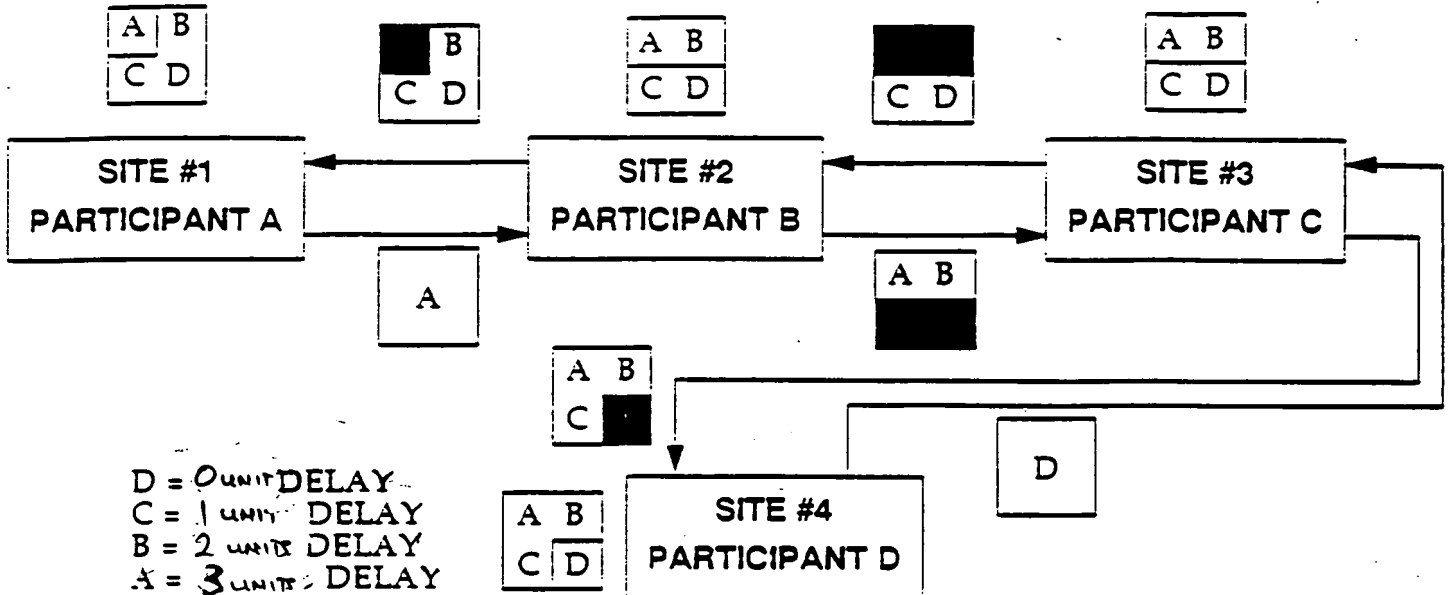 A B
C D
B
C D
A B
C D
C D
A B
C D
SITE #1
PARTICIPANT A
SITE #2
PARTICIPANT B
SITE #3
PARTICIPANT C
A
A B
A B
C
D
D = 0 UNIT DELAY
C = 1 UNIT DELAY
B = 2 UNITS DELAY
A = 3 UNITS DELAY
A B
C D
SITE #4
PARTICIPANT D